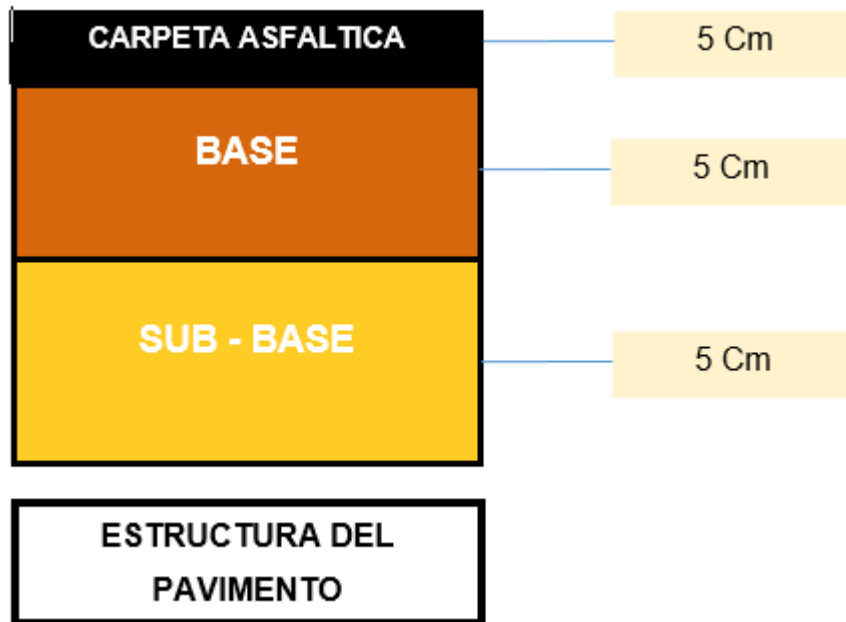 CARPETA ASFALTICA
5 Cm
BASE
5 Cm
SUB - BASE
5 Cm
ESTRUCTURA DEL
PAVIMENTO